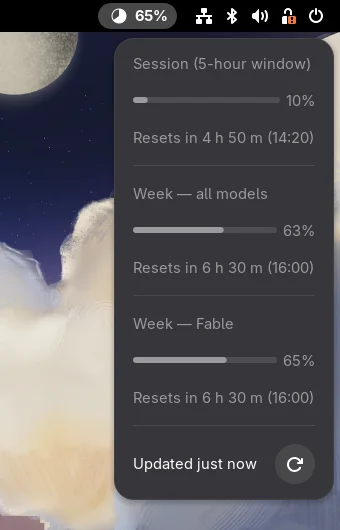 65%
Session (5-hour window)
10%
Resets in 4 h 50 m (14:20)
Week — all models
63%
Resets in 6 h 30 m (16:00)
Week — Fable
65%
Resets in 6 h 30 m (16:00)
Updated just now